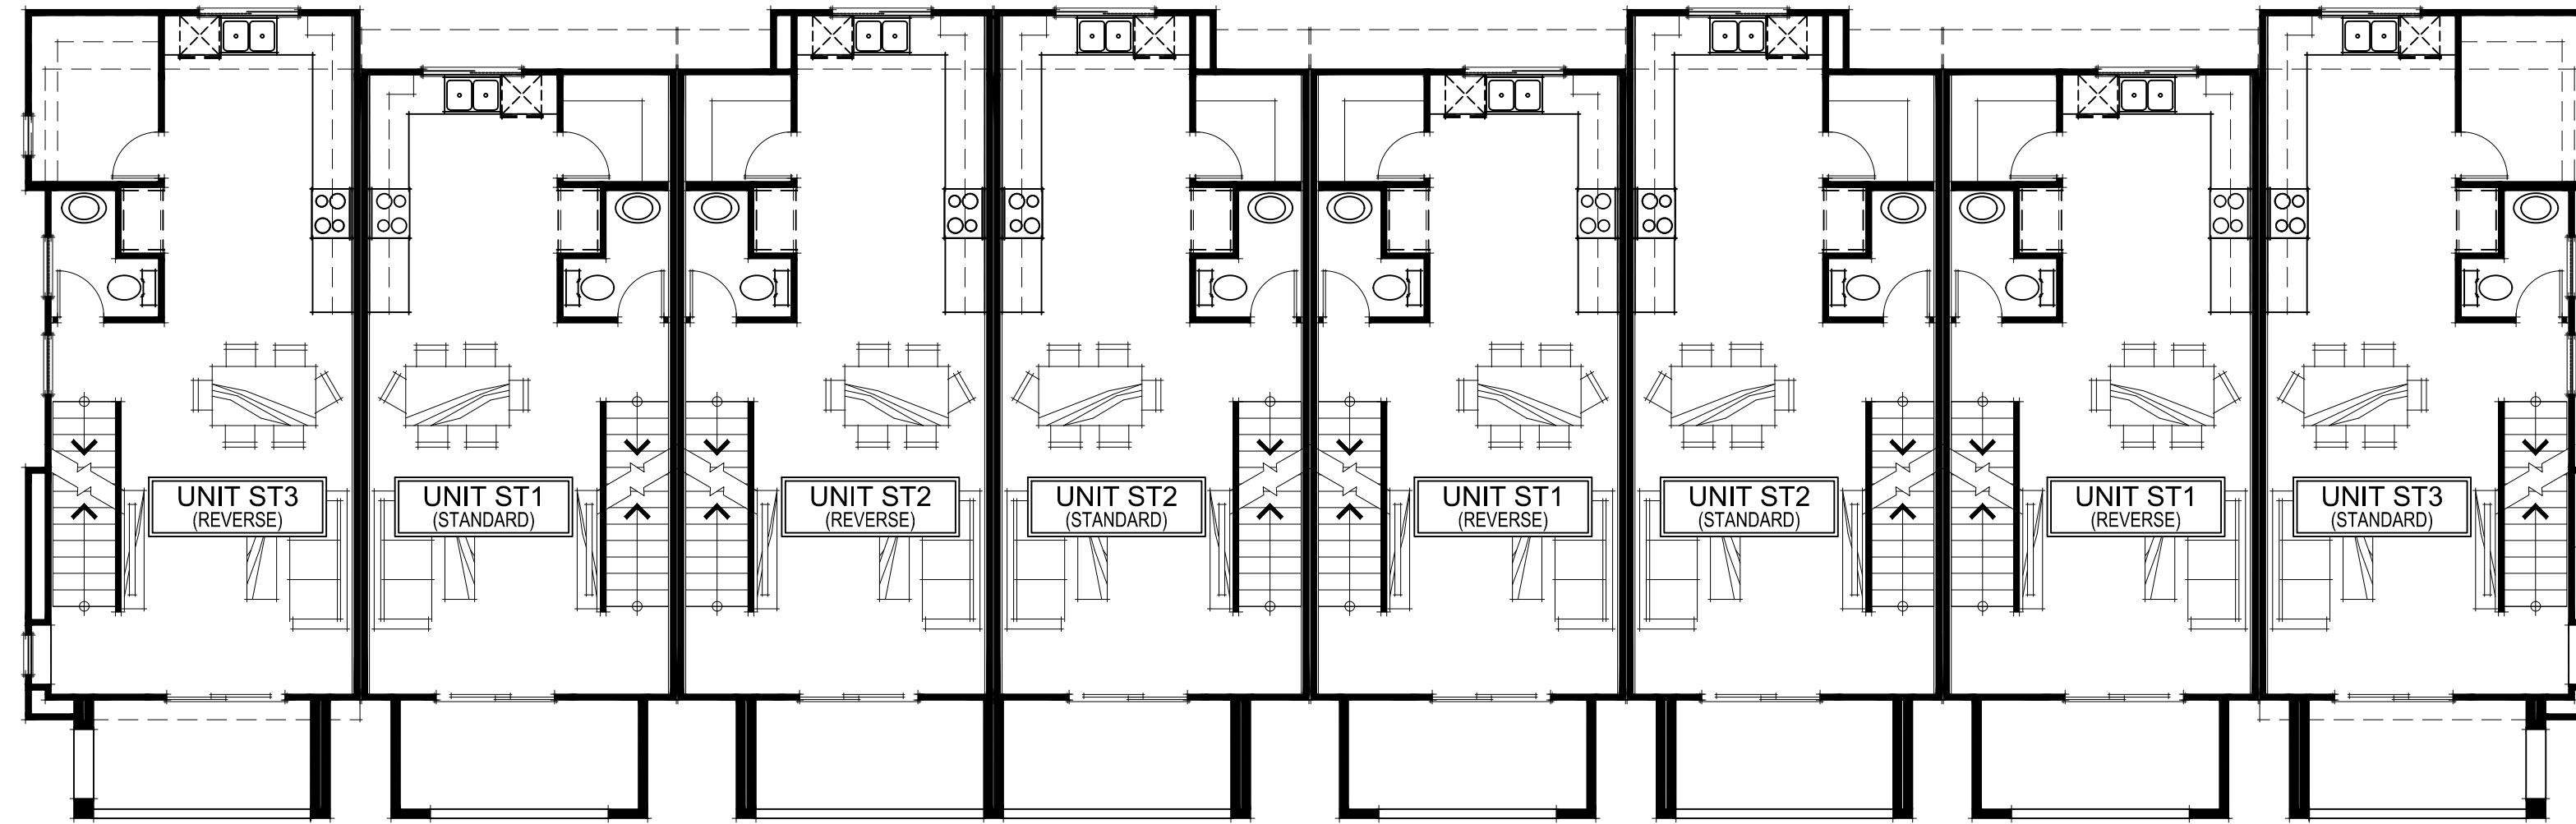 UNIT ST3
(REVERSE)
UNIT ST1
(STANDARD)
UNIT ST2
(REVERSE)
UNIT ST2
(STANDARD)
UNIT ST1
(REVERSE)
UNIT ST2
(STANDARD)
UNIT ST1
(REVERSE)
UNIT ST3
(STANDARD)